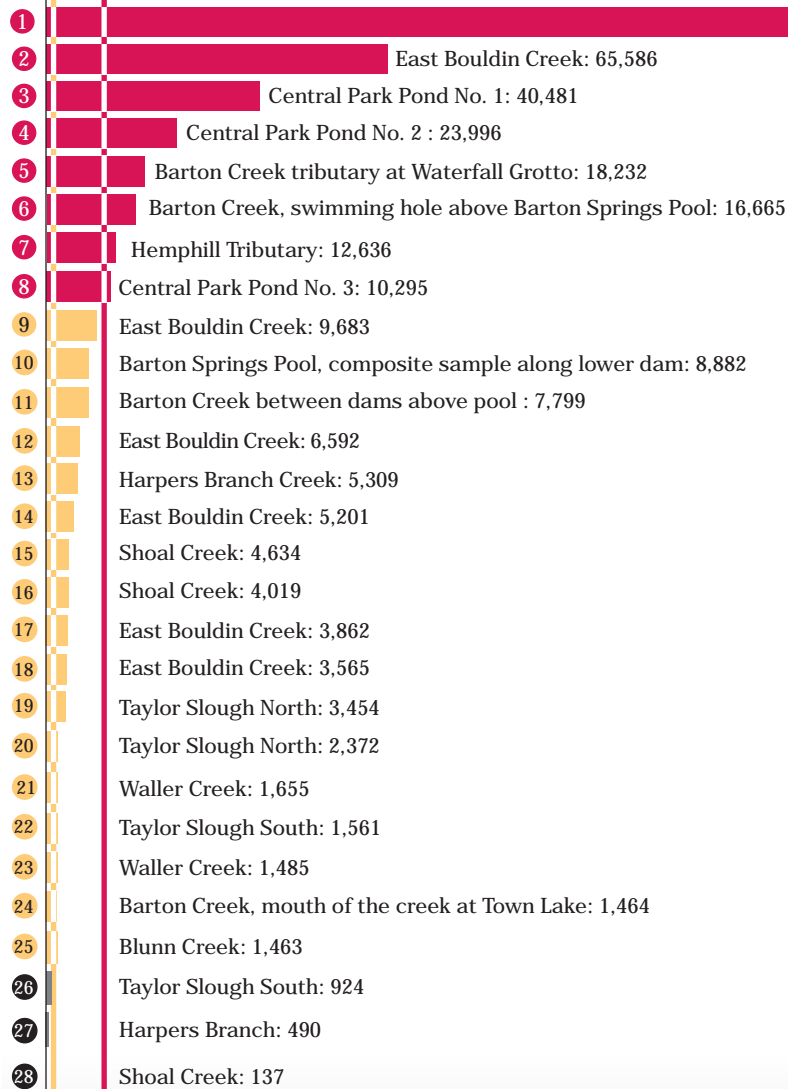 1
2 East Bouldin Creek: 65,586
3 Central Park Pond No. 1: 40,481
4 Central Park Pond No. 2 : 23,996
5 Barton Creek tributary at Waterfall Grotto: 18,232
6 Barton Creek, swimming hole above Barton Springs Pool: 16,665
7 Hemphill Tributary: 12,636
8 Central Park Pond No. 3: 10,295
9 East Bouldin Creek: 9,683
10 Barton Springs Pool, composite sample along lower dam: 8,882
11 Barton Creek between dams above pool : 7,799
12 East Bouldin Creek: 6,592
13 Harpers Branch Creek: 5,309
14 East Bouldin Creek: 5,201
15 Shoal Creek: 4,634
16 Shoal Creek: 4,019
17 East Bouldin Creek: 3,862
18 East Bouldin Creek: 3,565
19 Taylor Slough North: 3,454
20 Taylor Slough North: 2,372
21 Waller Creek: 1,655
22 Taylor Slough South: 1,561
23 Waller Creek: 1,485
24 Barton Creek, mouth of the creek at Town Lake: 1,464
25 Blunn Creek: 1,463
26 Taylor Slough South: 924
27 Harpers Branch: 490
28 Shoal Creek: 137